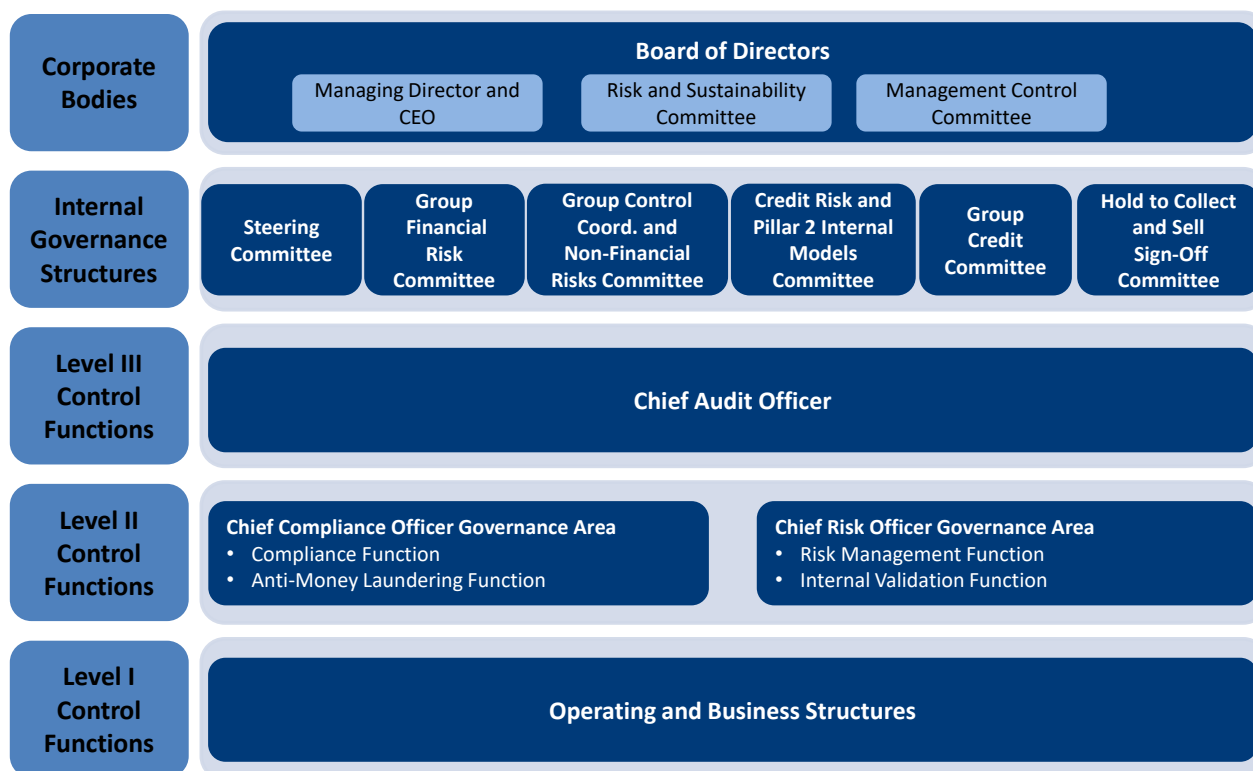 Corporate
Bodies
Board of Directors
Managing Director and
CEO
Risk and Sustainability
Committee
Management Control
Committee
Internal
Governance
Structures
Steering
Committee
Group
Financial
Risk
Committee
Group Control
Coord. and
Non-Financial
Risks Committee
Credit Risk and
Pillar 2 Internal
Models
Committee
Group
Credit
Committee
Hold to Collect
and Sell
Sign-Off
Committee
Level III
Control
Functions
Chief Audit Officer
Level II
Control
Functions
Chief Compliance Officer Governance Area
• Compliance Function
• Anti-Money Laundering Function
Chief Risk Officer Governance Area
• Risk Management Function
• Internal Validation Function
Level I
Control
Functions
Operating and Business Structures